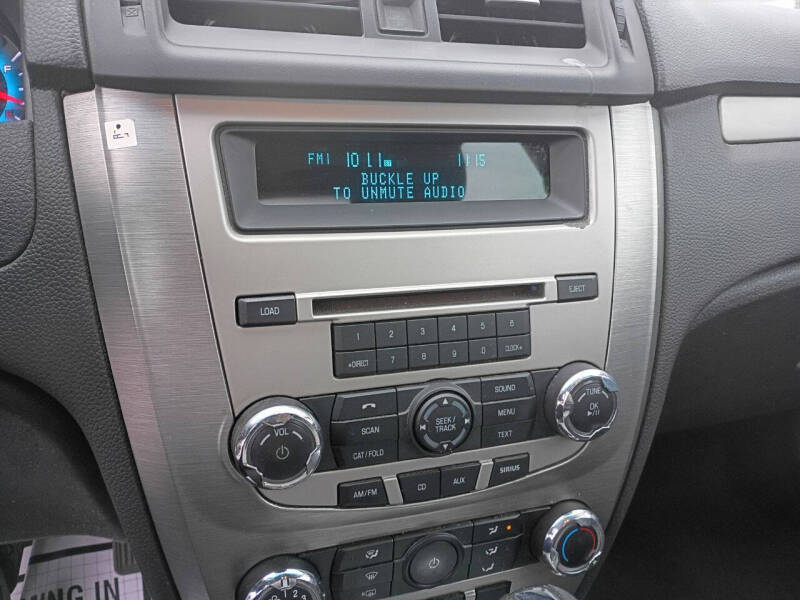 F
FM1 101.1 11:15
BUCKLE UP
TO UNMUTE AUDIO
LOAD
EJECT
1 2 3 4 5 6
7 8 9 0
+DIRECT CLOCK+
VOL
SCAN
CAT/FOLD
SEEK/
TRACK
SOUND
MENU
TEXT
TUNE
OK
AM/FM CD AUX SIRIUS
NG IN